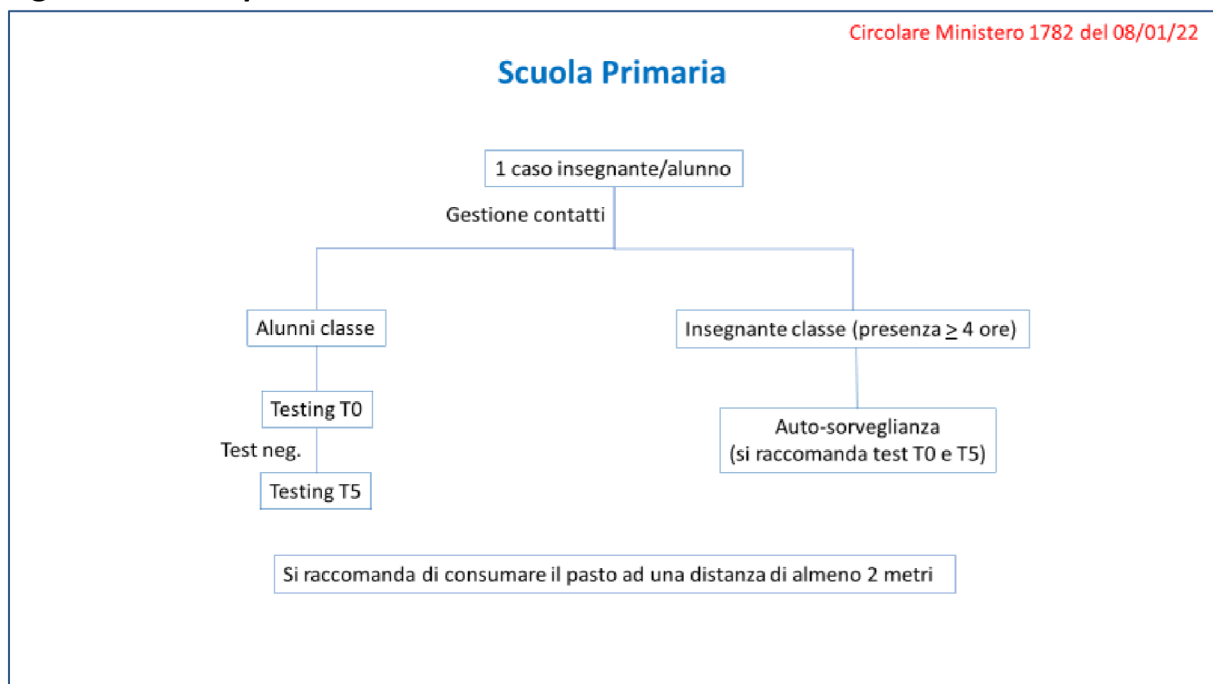 Circolare Ministero 1782 del 08/01/22
Scuola Primaria
1 caso insegnante/alunno
Gestione contatti
Alunni classe
Insegnante classe (presenza ≥ 4 ore)
Testing T0
Auto-sorveglianza
(si raccomanda test T0 e T5)
Test neg.
Testing T5
Si raccomanda di consumare il pasto ad una distanza di almeno 2 metri